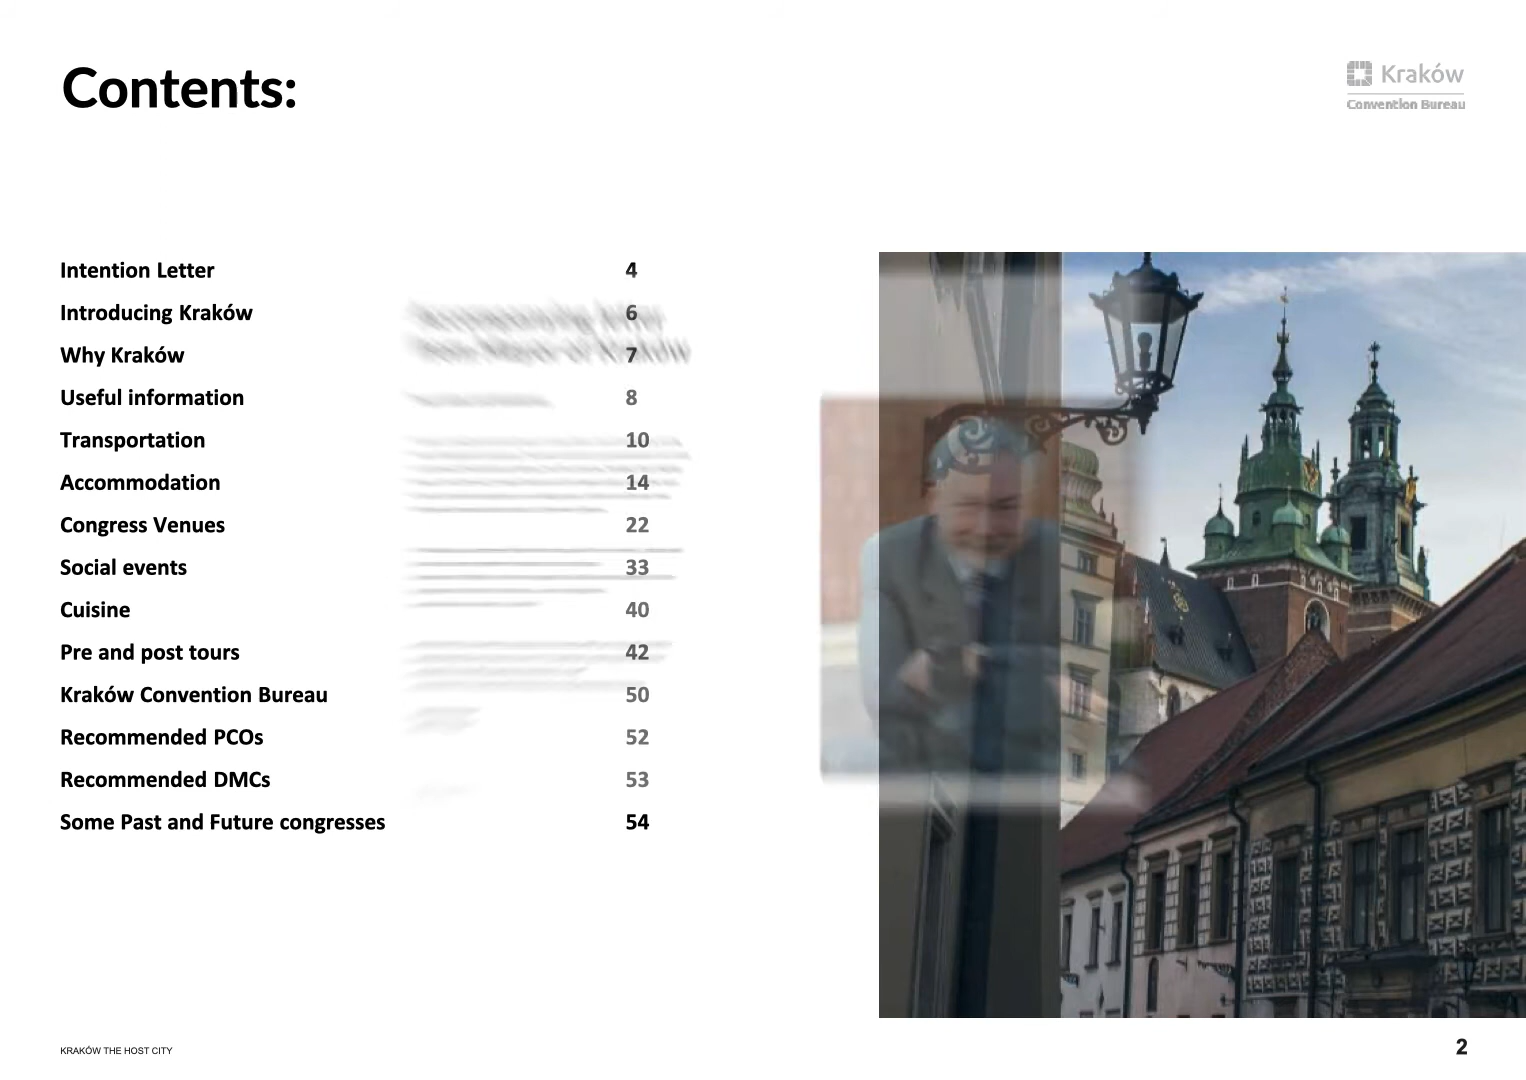 Contents:
Kraków
Convention Bureau
Intention Letter 4
Introducing Kraków 6
Why Kraków 7
Useful information 8
Transportation 10
Accommodation 14
Congress Venues 22
Social events 33
Cuisine 40
Pre and post tours 42
Kraków Convention Bureau 50
Recommended PCOs 52
Recommended DMCs 53
Some Past and Future congresses 54
KRAKÓW THE HOST CITY
2